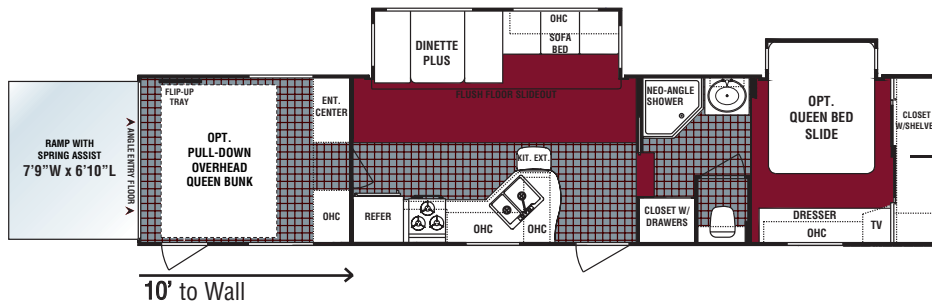 RAMP WITH
SPRING ASSIST
7'9"W x 6'10"L
ANGLE ENTRY FLOOR
FLIP-UP
TRAY
OPT.
PULL-DOWN
OVERHEAD
QUEEN BUNK
ENT.
CENTER
OHC
10' to Wall
DINETTE
PLUS
OHC
SOFA
BED
FLUSH FLOOR SLIDEOUT
KIT. EXT.
REFER
OHC
OHC
NEO-ANGLE
SHOWER
CLOSET W/
DRAWERS
OPT.
QUEEN BED
SLIDE
DRESSER
OHC
TV
CLOSET
W/SHELVE